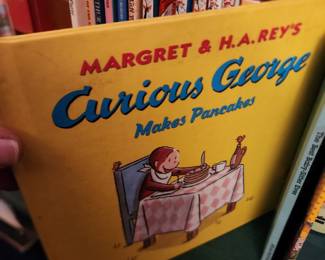 MARGRET & H.A. REY'S
Curious George
Makes Pancakes